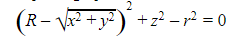 (R − √(x² + y²))² + z² − r² = 0